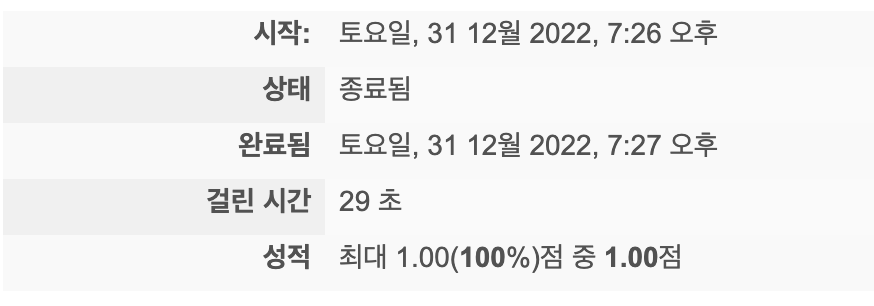 시작: 토요일, 31 12월 2022, 7:26 오후
상태 종료됨
완료됨 토요일, 31 12월 2022, 7:27 오후
걸린 시간 29 초
성적 최대 1.00(100%)점 중 1.00점